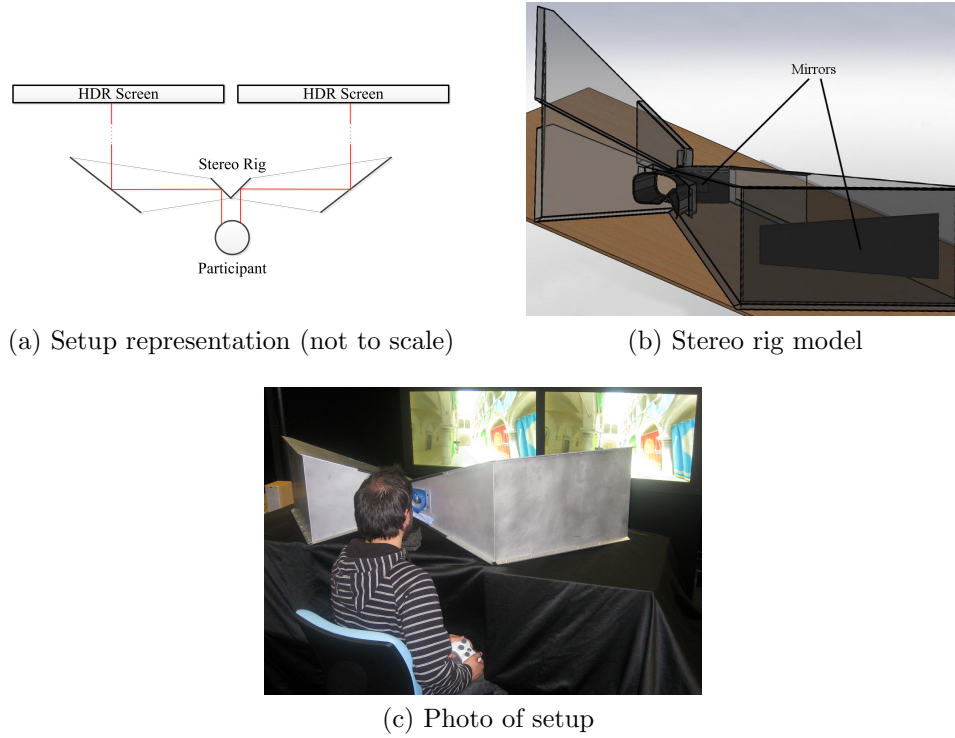 HDR Screen
HDR Screen
Stereo Rig
Participant
(a) Setup representation (not to scale)
Mirrors
(b) Stereo rig model
(c) Photo of setup